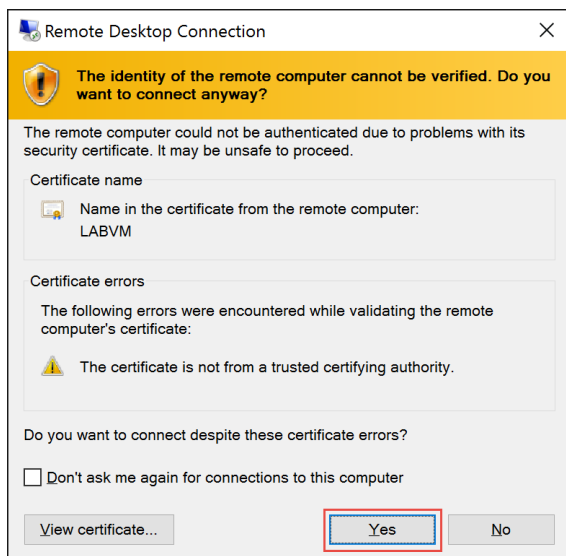 Remote Desktop Connection
The identity of the remote computer cannot be verified. Do you
want to connect anyway?
The remote computer could not be authenticated due to problems with its
security certificate. It may be unsafe to proceed.
Certificate name
Name in the certificate from the remote computer:
LABVM
Certificate errors
The following errors were encountered while validating the remote
computer's certificate:
The certificate is not from a trusted certifying authority.
Do you want to connect despite these certificate errors?
Don't ask me again for connections to this computer
View certificate... Yes No